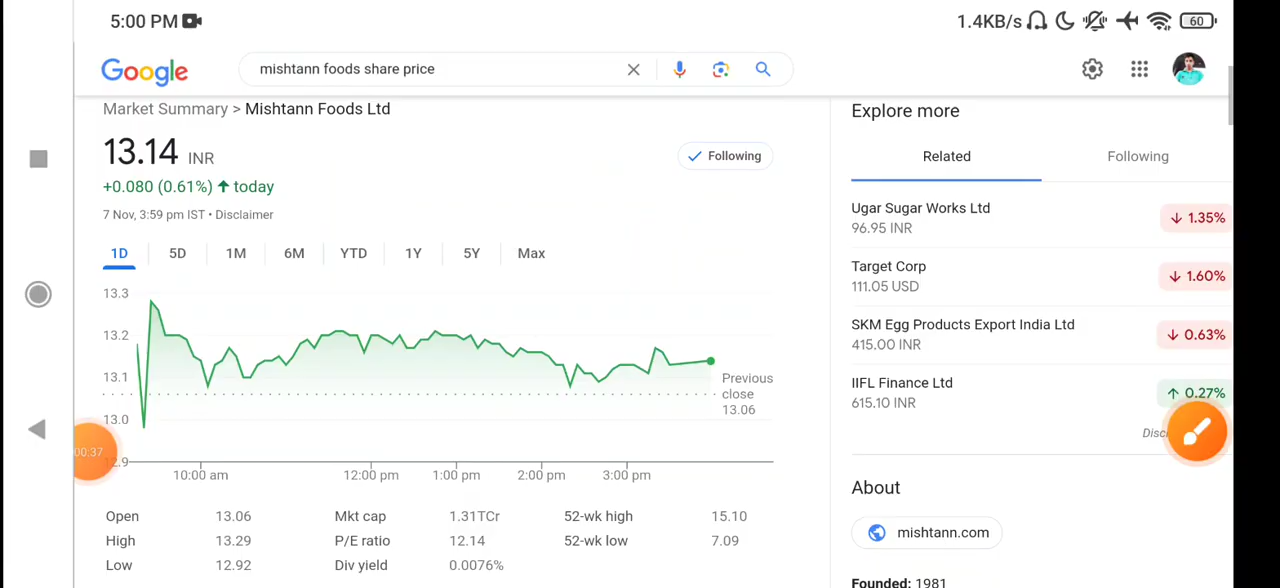 5:00 PM
1.4KB/s
60
Google
mishtann foods share price
Market Summary > Mishtann Foods Ltd
13.14 INR
Following
+0.080 (0.61%) ↑ today
7 Nov, 3:59 pm IST • Disclaimer
1D 5D 1M 6M YTD 1Y 5Y Max
13.3
13.2
13.1
13.0
Previous
close
13.06
10:00 am 12:00 pm 1:00 pm 2:00 pm 3:00 pm
Open 13.06 Mkt cap 1.31TCr 52-wk high 15.10
High 13.29 P/E ratio 12.14 52-wk low 7.09
Low 12.92 Div yield 0.0076%
00:37
Explore more
Related Following
Ugar Sugar Works Ltd
96.95 INR
↓ 1.35%
Target Corp
111.05 USD
↓ 1.60%
SKM Egg Products Export India Ltd
415.00 INR
↓ 0.63%
IIFL Finance Ltd
615.10 INR
↑ 0.27%
About
mishtann.com
Founded: 1981